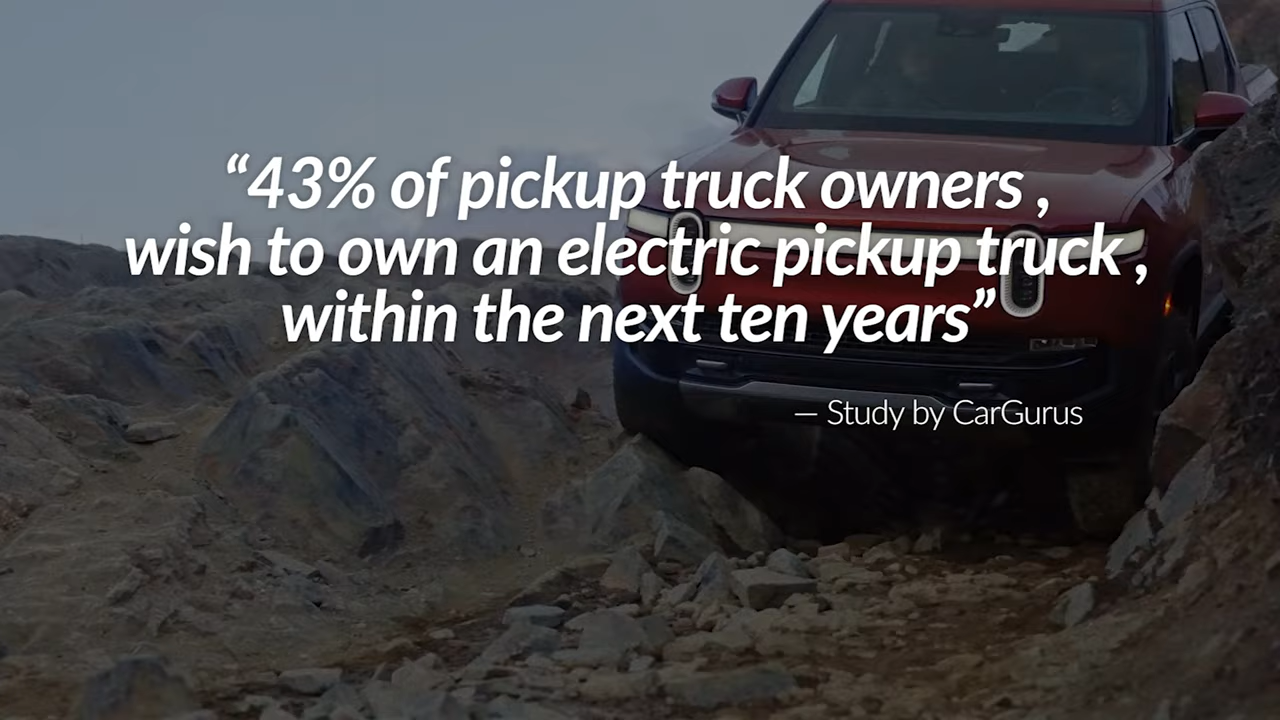 “43% of pickup truck owners ,
wish to own an electric pickup truck ,
within the next ten years”
— Study by CarGurus